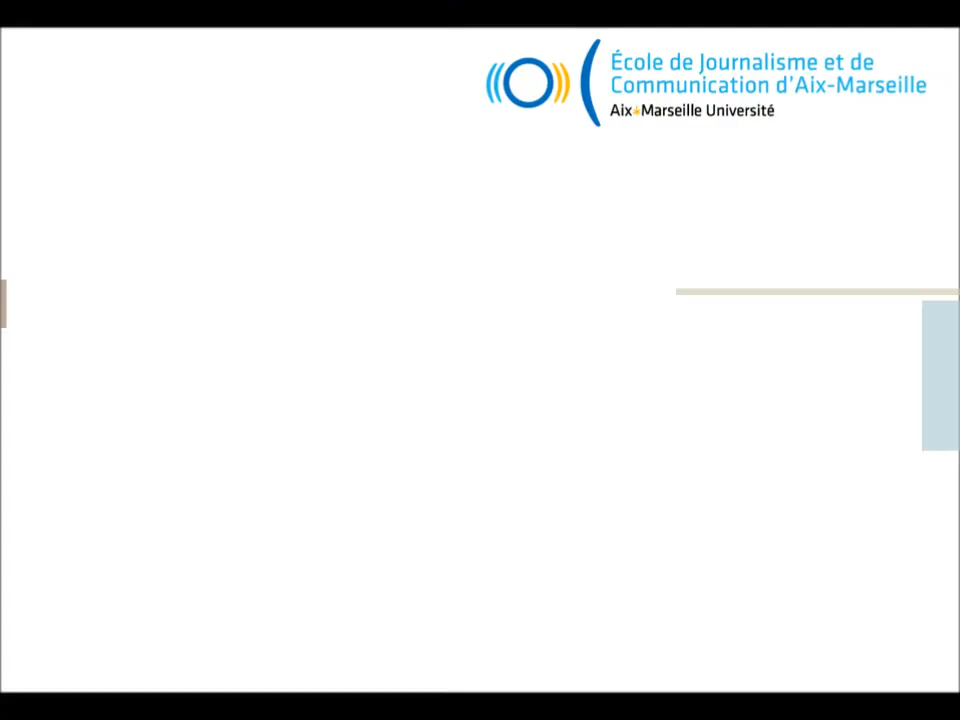 École de Journalisme et de
Communication d'Aix-Marseille
Aix Marseille Université